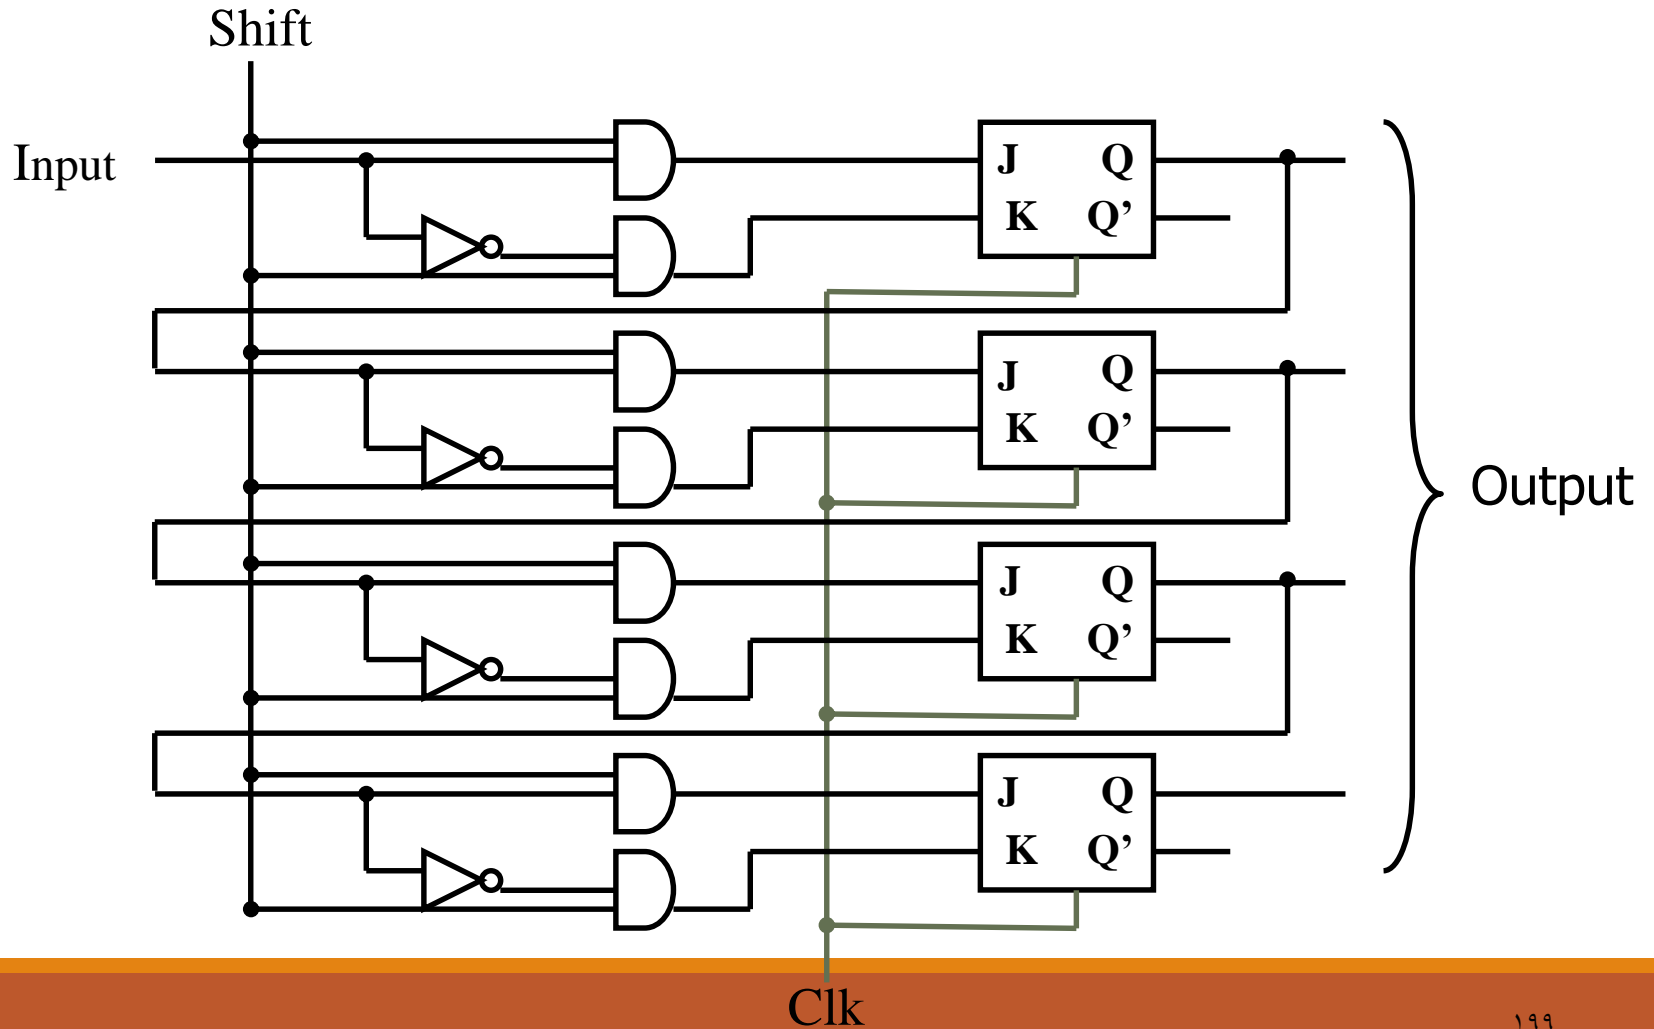 Shift
Input
J Q
K Q’
J Q
K Q’
Output
J Q
K Q’
J Q
K Q’
Clk
١٩٩